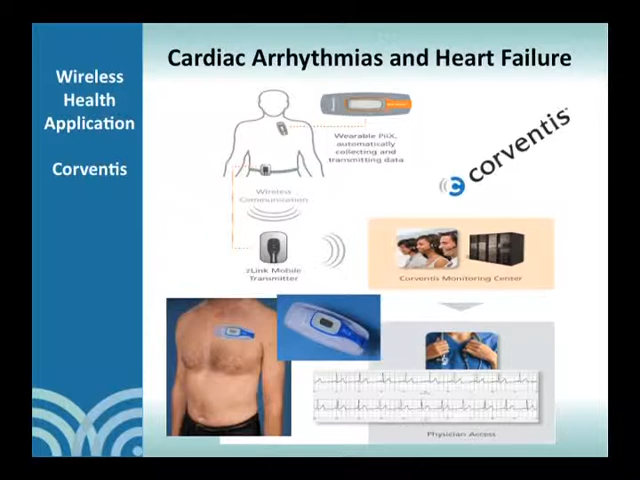 Wireless
Health
Application
Corventis
Cardiac Arrhythmias and Heart Failure
Wearable PiiX,
automatically
collecting and
transmitting data
corventis
Wireless
Communication
zLink Mobile
Transmitter
Corventis Monitoring Center
Physician Access